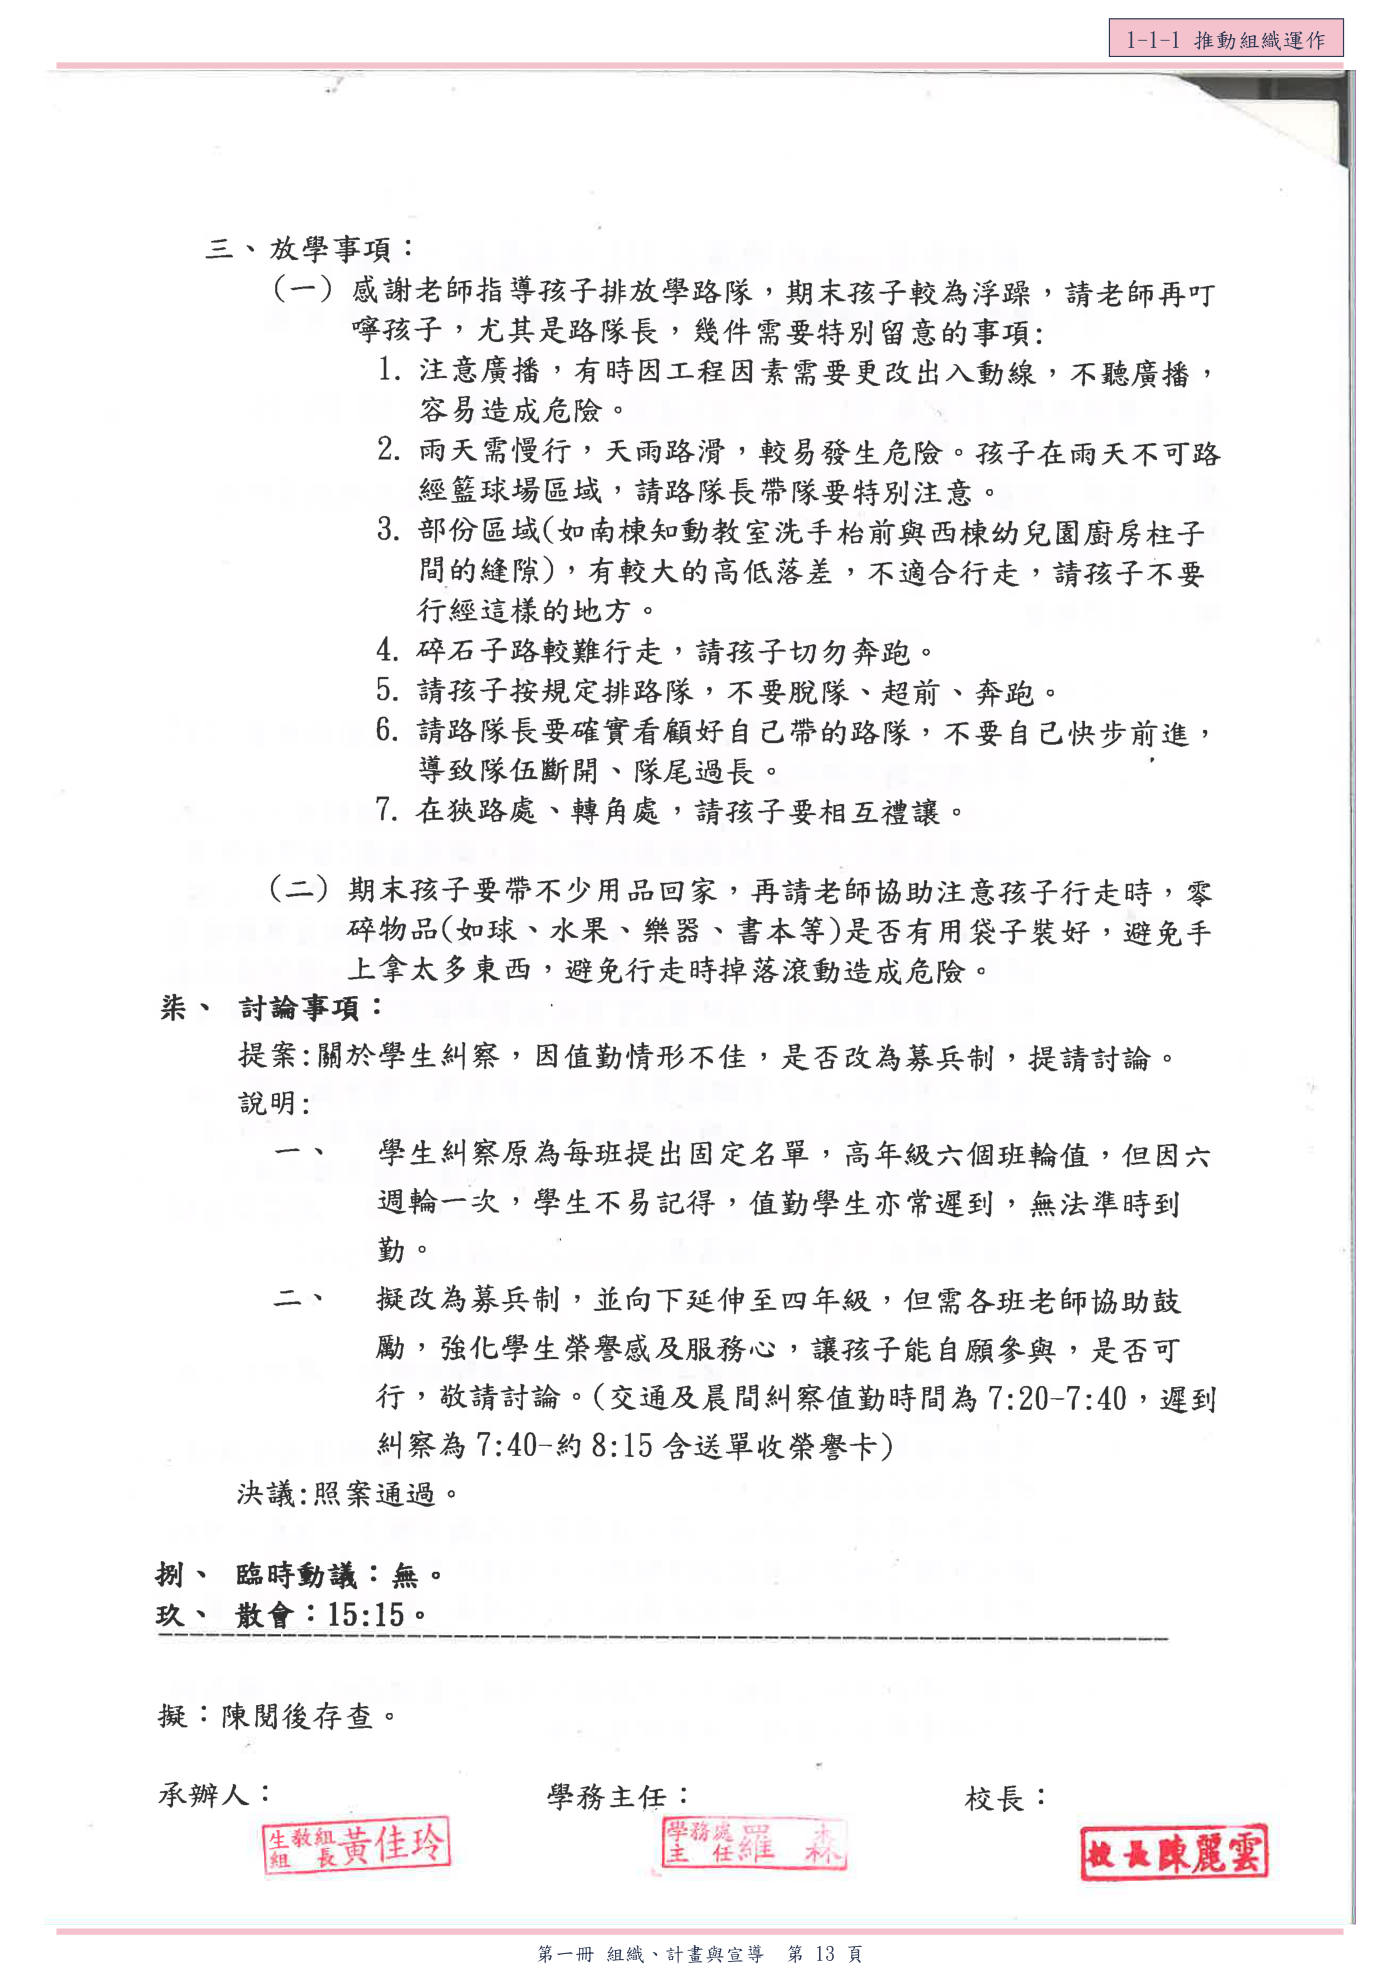 1-1-1 推動組織運作
三、放學事項：
（一）感謝老師指導孩子排放學路隊，期末孩子較為浮躁，請老師再叮
嚀孩子，尤其是路隊長，幾件需要特別留意的事項:
1. 注意廣播，有時因工程因素需要更改出入動線，不聽廣播，
容易造成危險。
2. 雨天需慢行，天雨路滑，較易發生危險。孩子在雨天不可路
經籃球場區域，請路隊長帶隊要特別注意。
3. 部份區域(如南棟知動教室洗手枱前與西棟幼兒園廚房柱子
間的縫隙)，有較大的高低落差，不適合行走，請孩子不要
行經這樣的地方。
4. 碎石子路較難行走，請孩子切勿奔跑。
5. 請孩子按規定排路隊，不要脫隊、超前、奔跑。
6. 請路隊長要確實看顧好自己帶的路隊，不要自己快步前進，
導致隊伍斷開、隊尾過長。
7. 在狹路處、轉角處，請孩子要相互禮讓。
（二）期末孩子要帶不少用品回家，再請老師協助注意孩子行走時，零
碎物品(如球、水果、樂器、書本等)是否有用袋子裝好，避免手
上拿太多東西，避免行走時掉落滾動造成危險。
柒、 討論事項：
提案:關於學生糾察，因值勤情形不佳，是否改為募兵制，提請討論。
說明:
一、 學生糾察原為每班提出固定名單，高年級六個班輪值，但因六
週輪一次，學生不易記得，值勤學生亦常遲到，無法準時到
勤。
二、 擬改為募兵制，並向下延伸至四年級，但需各班老師協助鼓
勵，強化學生榮譽感及服務心，讓孩子能自願參與，是否可
行，敬請討論。(交通及晨間糾察值勤時間為 7:20-7:40，遲到
糾察為 7:40-約 8:15 含送單收榮譽卡)
決議:照案通過。
捌、 臨時動議：無。
玖、 散會：15:15。
擬：陳閱後存查。
承辦人： 學務主任： 校長：
生教組組長黃佳玲 學務處主任羅森 校長陳麗雲
第一冊 組織、計畫與宣導 第 13 頁